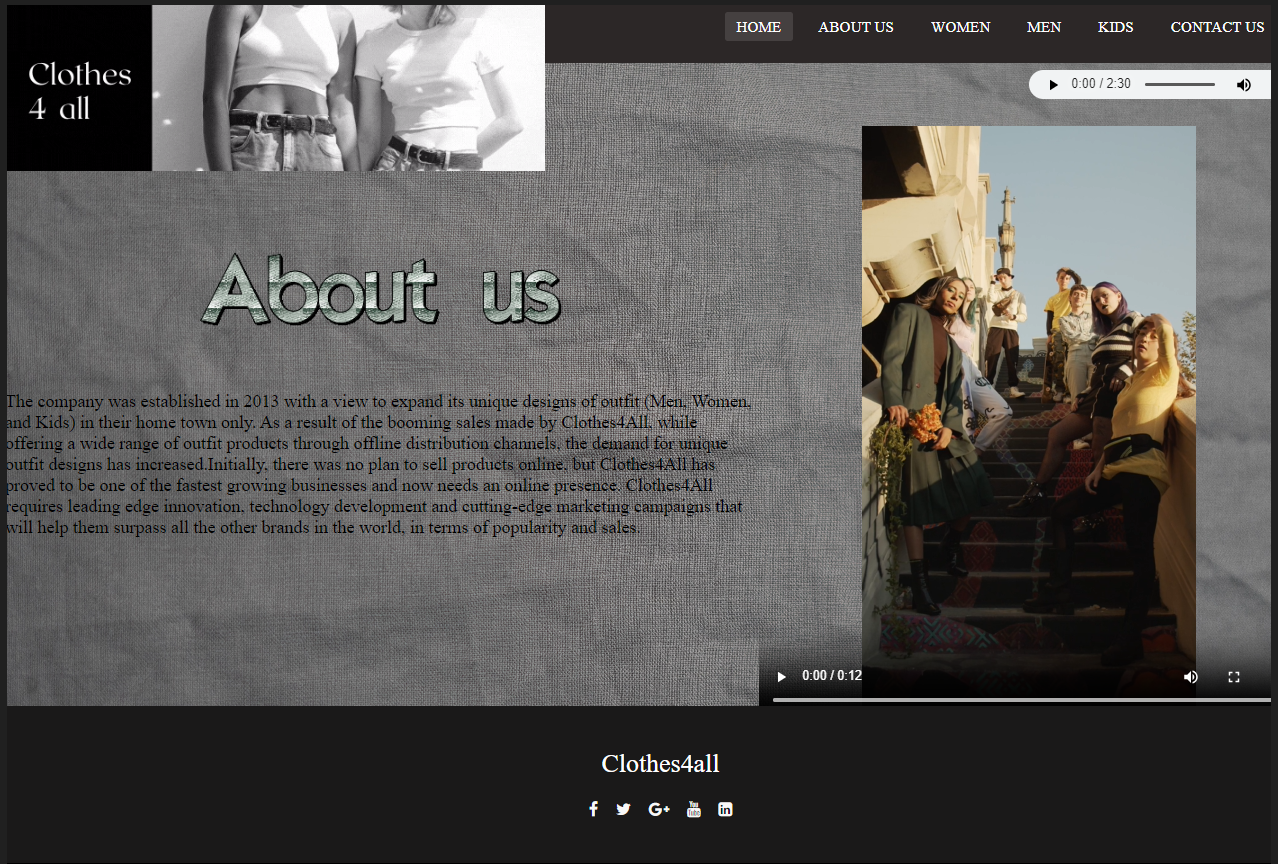 Clothes
4 all
HOME ABOUT US WOMEN MEN KIDS CONTACT US
0:00 / 2:30
About us
The company was established in 2013 with a view to expand its unique designs of outfit (Men, Women,
and Kids) in their home town only. As a result of the booming sales made by Clothes4All, while
offering a wide range of outfit products through offline distribution channels, the demand for unique
outfit designs has increased.Initially, there was no plan to sell products online, but Clothes4All has
proved to be one of the fastest growing businesses and now needs an online presence. Clothes4All
requires leading edge innovation, technology development and cutting-edge marketing campaigns that
will help them surpass all the other brands in the world, in terms of popularity and sales.
0:00 / 0:12
Clothes4all
You Tube